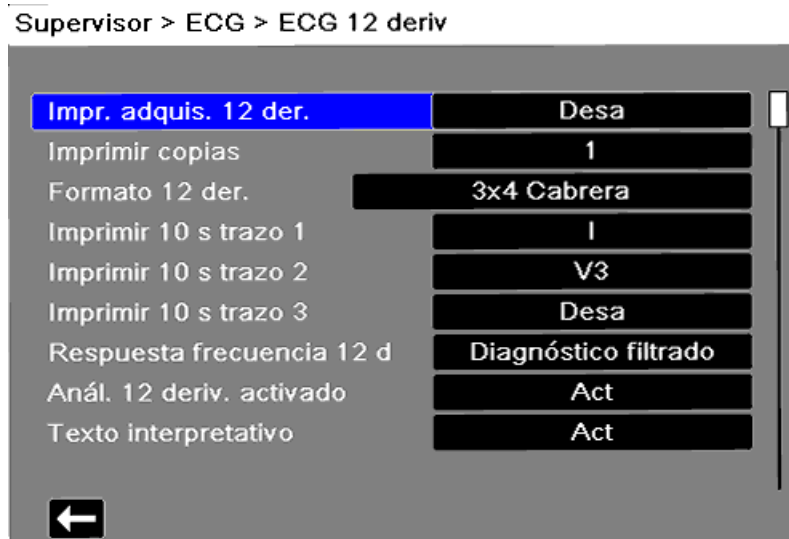 Supervisor > ECG > ECG 12 deriv
Impr. adquis. 12 der. Desa
Imprimir copias 1
Formato 12 der. 3x4 Cabrera
Imprimir 10 s trazo 1 I
Imprimir 10 s trazo 2 V3
Imprimir 10 s trazo 3 Desa
Respuesta frecuencia 12 d Diagnóstico filtrado
Anál. 12 deriv. activado Act
Texto interpretativo Act